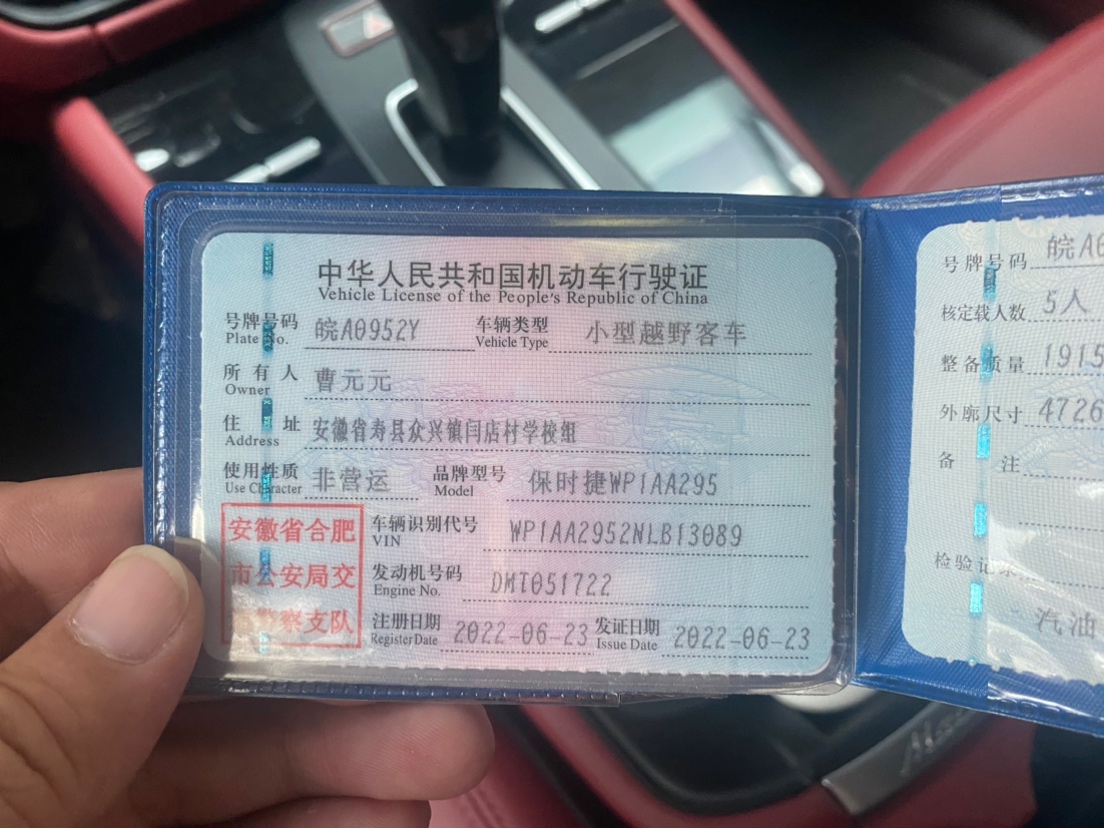 中华人民共和国机动车行驶证
Vehicle License of the People's Republic of China
号牌号码 皖A0952Y 车辆类型 小型越野客车
Plate No. Vehicle Type
所有人 曹元元
Owner
住址 安徽省寿县众兴镇闫店村学校组
Address
使用性质 非营运 品牌型号 保时捷WP1AA295
Use Character Model
安徽省合肥
市公安局交
警察支队
车辆识别代号 WP1AA2952NLB13089
VIN
发动机号码 DMT051722
Engine No.
注册日期 2022-06-23 发证日期 2022-06-23
Register Date Issue Date
号牌号码 皖A
核定载人数 5人
整备质量 1915
外廓尺寸 4726
备注
检验记录
汽油